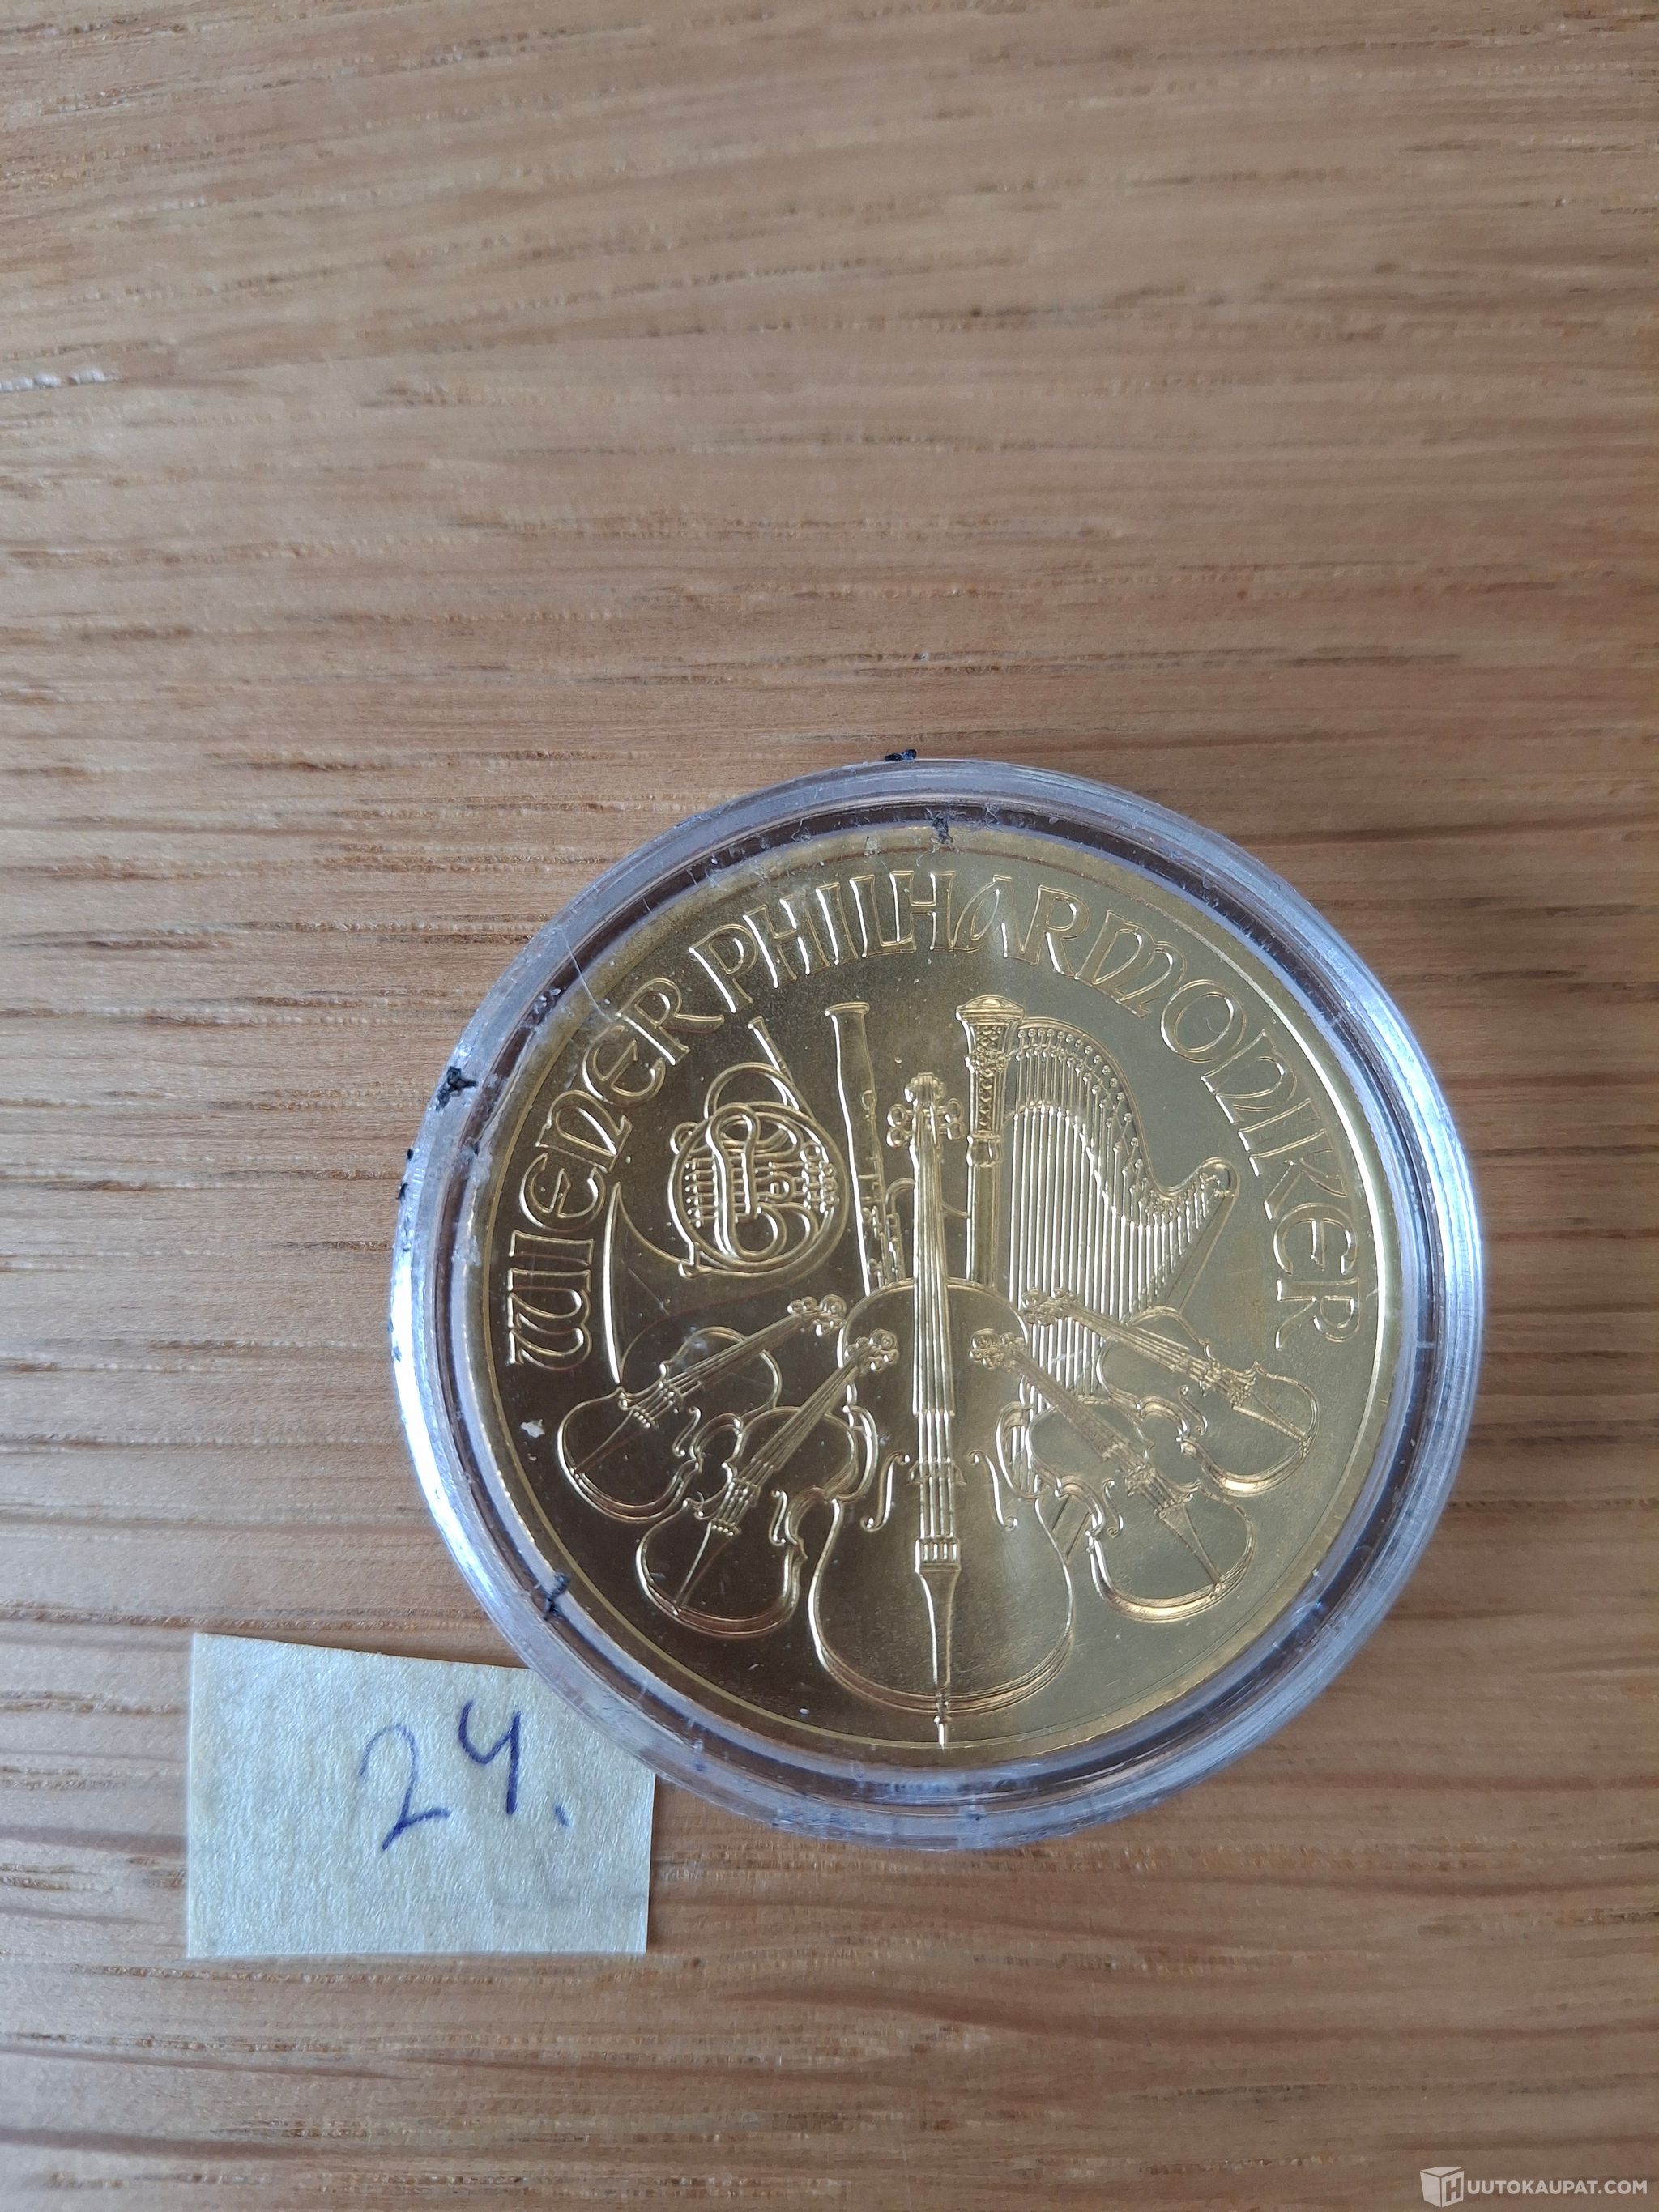 WIENER PHILHARMONIKER
24.
HUUTOKAUPAT.COM